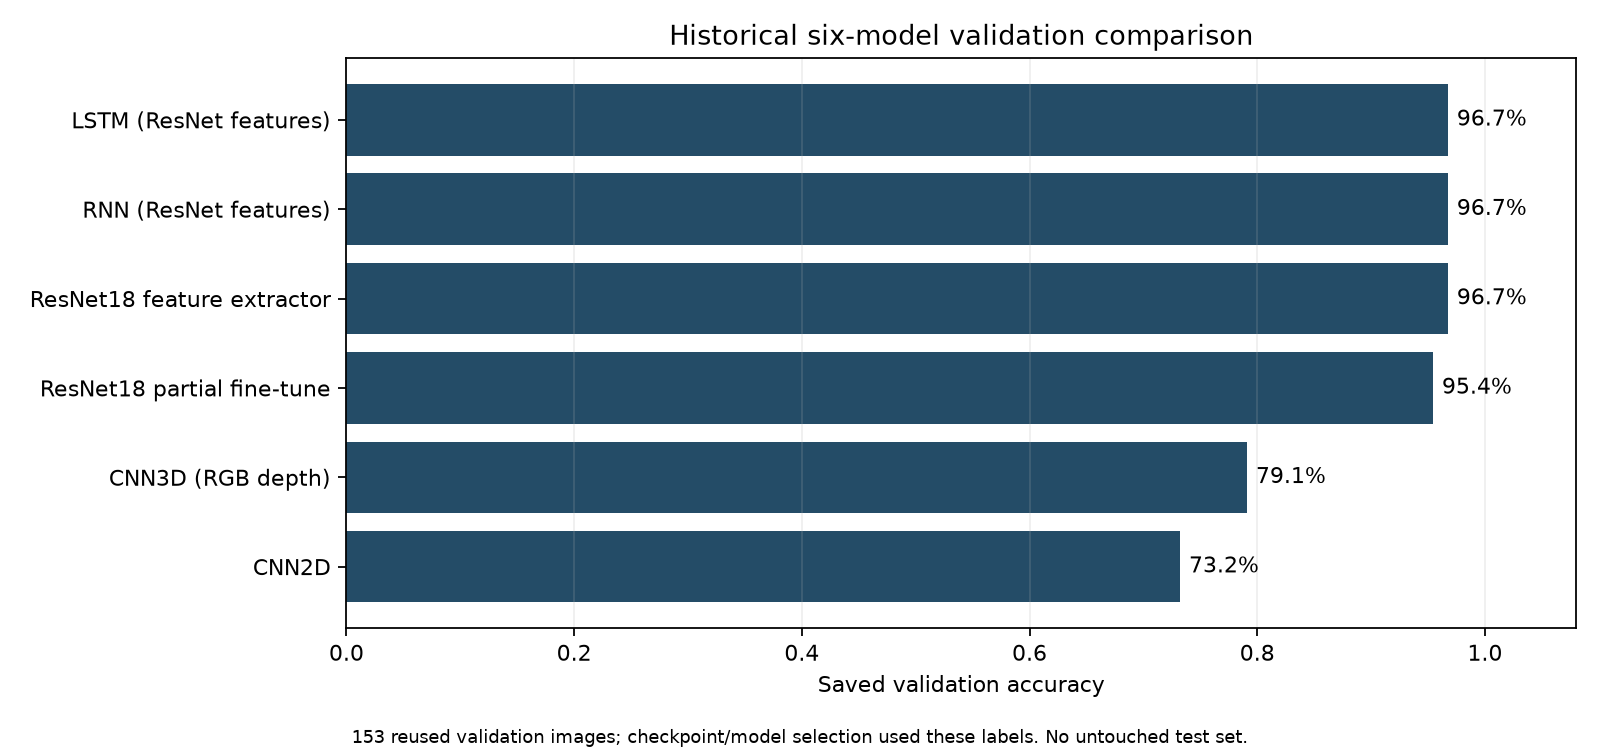 Historical six-model validation comparison
LSTM (ResNet features)
96.7%
RNN (ResNet features)
96.7%
ResNet18 feature extractor
96.7%
ResNet18 partial fine-tune
95.4%
CNN3D (RGB depth)
79.1%
CNN2D
73.2%
0.0 0.2 0.4 0.6 0.8 1.0
Saved validation accuracy
153 reused validation images; checkpoint/model selection used these labels. No untouched test set.